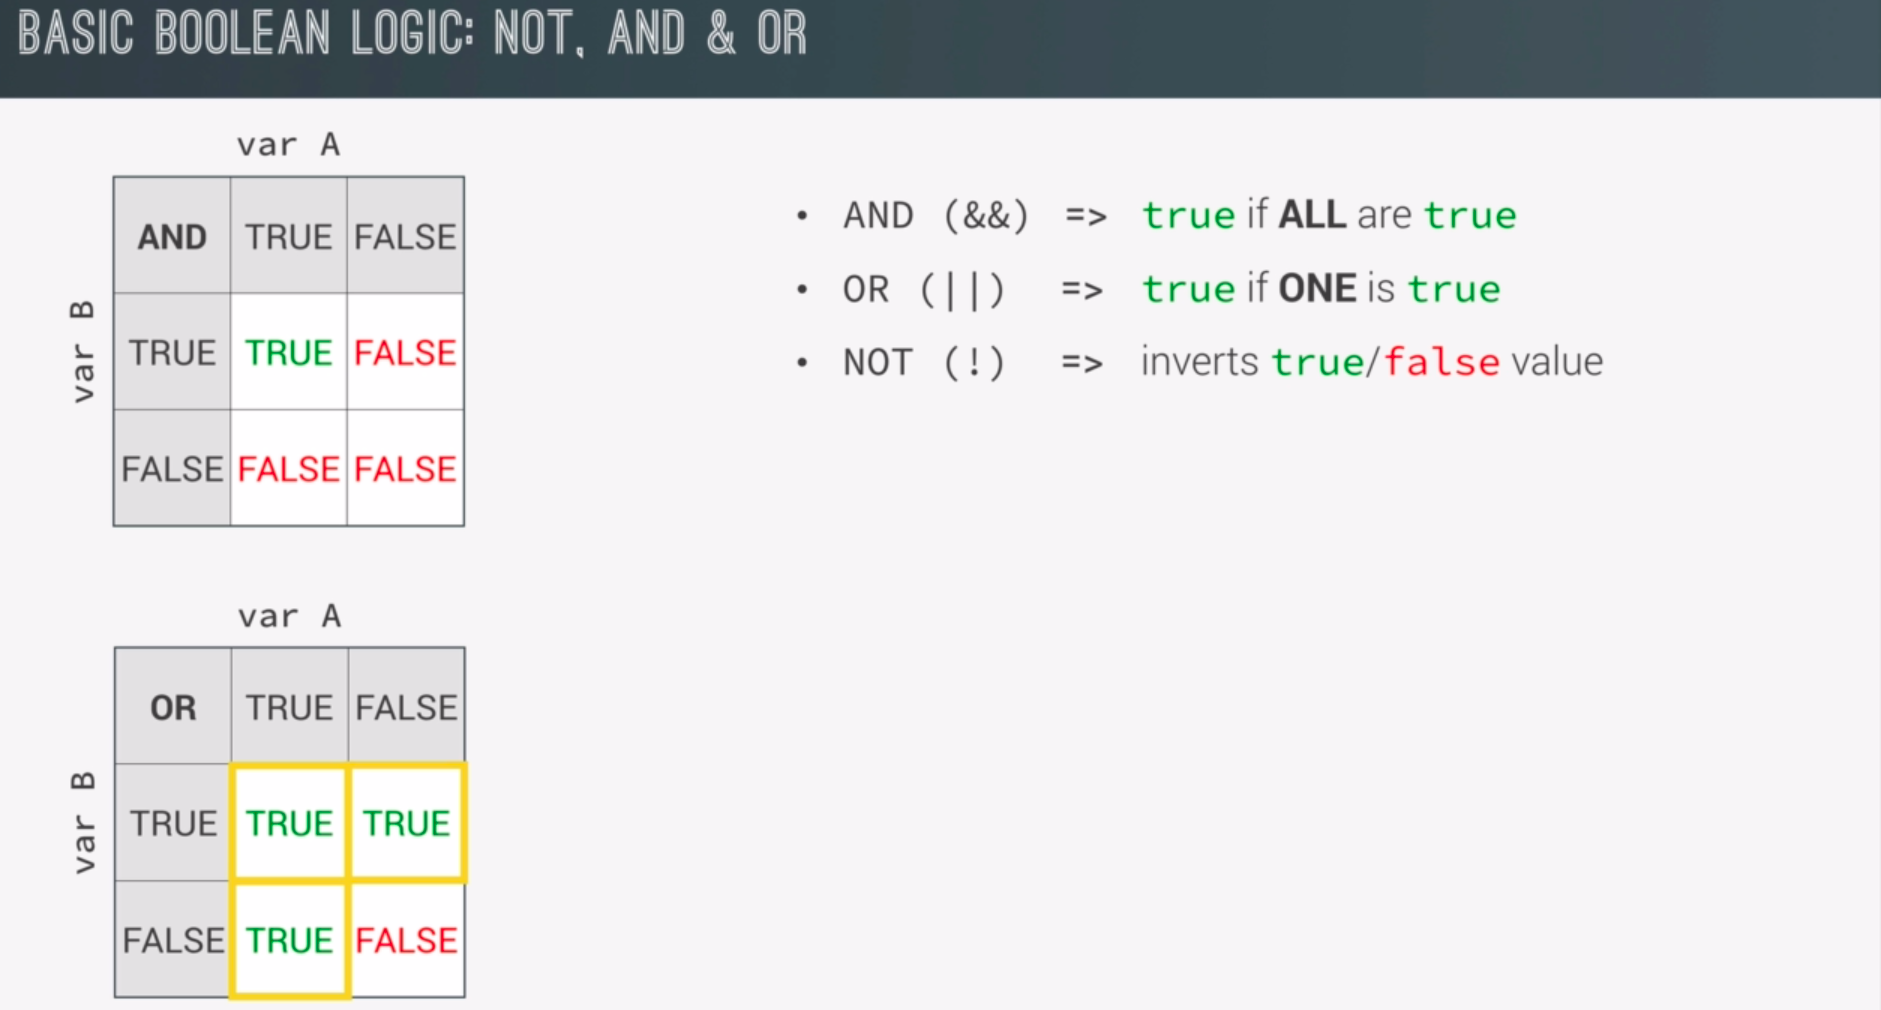 BASIC BOOLEAN LOGIC: NOT, AND & OR
var A
AND TRUE FALSE
var B
TRUE TRUE FALSE
FALSE FALSE FALSE
var A
OR TRUE FALSE
var B
TRUE TRUE TRUE
FALSE TRUE FALSE
• AND (&&) => true if ALL are true
• OR (||) => true if ONE is true
• NOT (!) => inverts true/false value